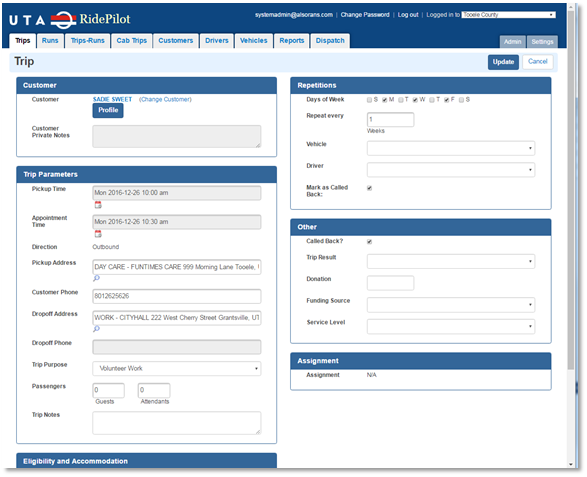 UTA RidePilot
systemadmin@alsorans.com | Change Password | Log out | Logged in to Tooele County
Trips Runs Trips-Runs Cab Trips Customers Drivers Vehicles Reports Dispatch
Admin Settings
Trip
Update Cancel
Customer
Customer SADIE SWEET (Change Customer)
Profile
Customer
Private Notes
Trip Parameters
Pickup Time Mon 2016-12-26 10:00 am
Appointment
Time Mon 2016-12-26 10:30 am
Direction Outbound
Pickup Address DAY CARE - FUNTIMES CARE 999 Morning Lane Tooele,
Customer Phone 8012625626
Dropoff Address WORK - CITYHALL 222 West Cherry Street Grantsville, UT
Dropoff Phone
Trip Purpose Volunteer Work
Passengers 0 0
Guests Attendants
Trip Notes
Eligibility and Accommodation
Repetitions
Days of Week S M T W T F S
Repeat every 1
Weeks
Vehicle
Driver
Mark as Called
Back:
Other
Called Back?
Trip Result
Donation
Funding Source
Service Level
Assignment
Assignment N/A